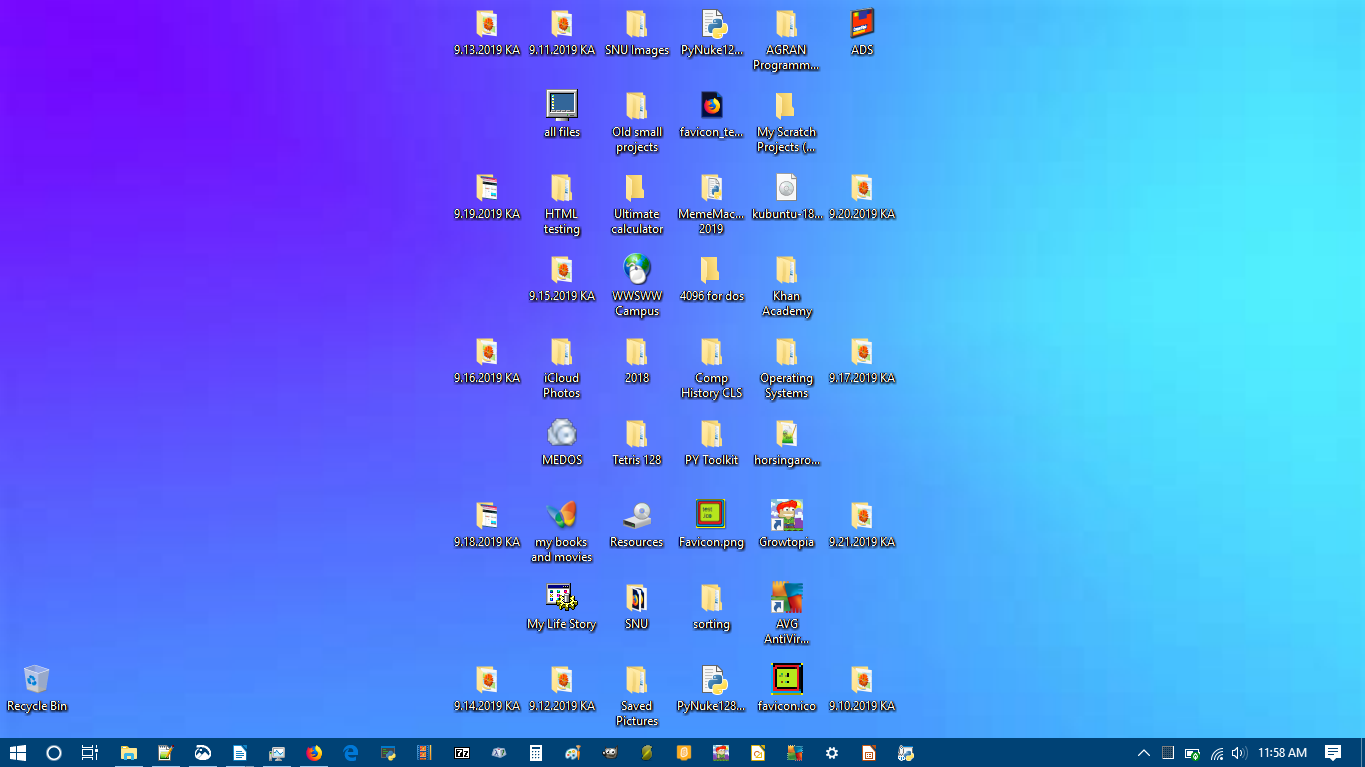 9.13.2019 KA
9.11.2019 KA
SNU Images
PyNuke12...
AGRAN
Programm...
ADS
all files
Old small
projects
favicon_te...
My Scratch
Projects (...
9.19.2019 KA
HTML
testing
Ultimate
calculator
MemeMac...
2019
kubuntu-18...
9.20.2019 KA
9.15.2019 KA
WWSWW
Campus
4096 for dos
Khan
Academy
9.16.2019 KA
iCloud
Photos
2018
Comp
History CLS
Operating
Systems
9.17.2019 KA
MEDOS
Tetris 128
PY Toolkit
horsingaro...
9.18.2019 KA
my books
and movies
Resources
test
.ico
Favicon.png
Growtopia
9.21.2019 KA
My Life Story
SNU
sorting
AVG
AntiVir...
Recycle Bin
9.14.2019 KA
9.12.2019 KA
Saved
Pictures
PyNuke128...
favicon.ico
9.10.2019 KA
7z
11:58 AM